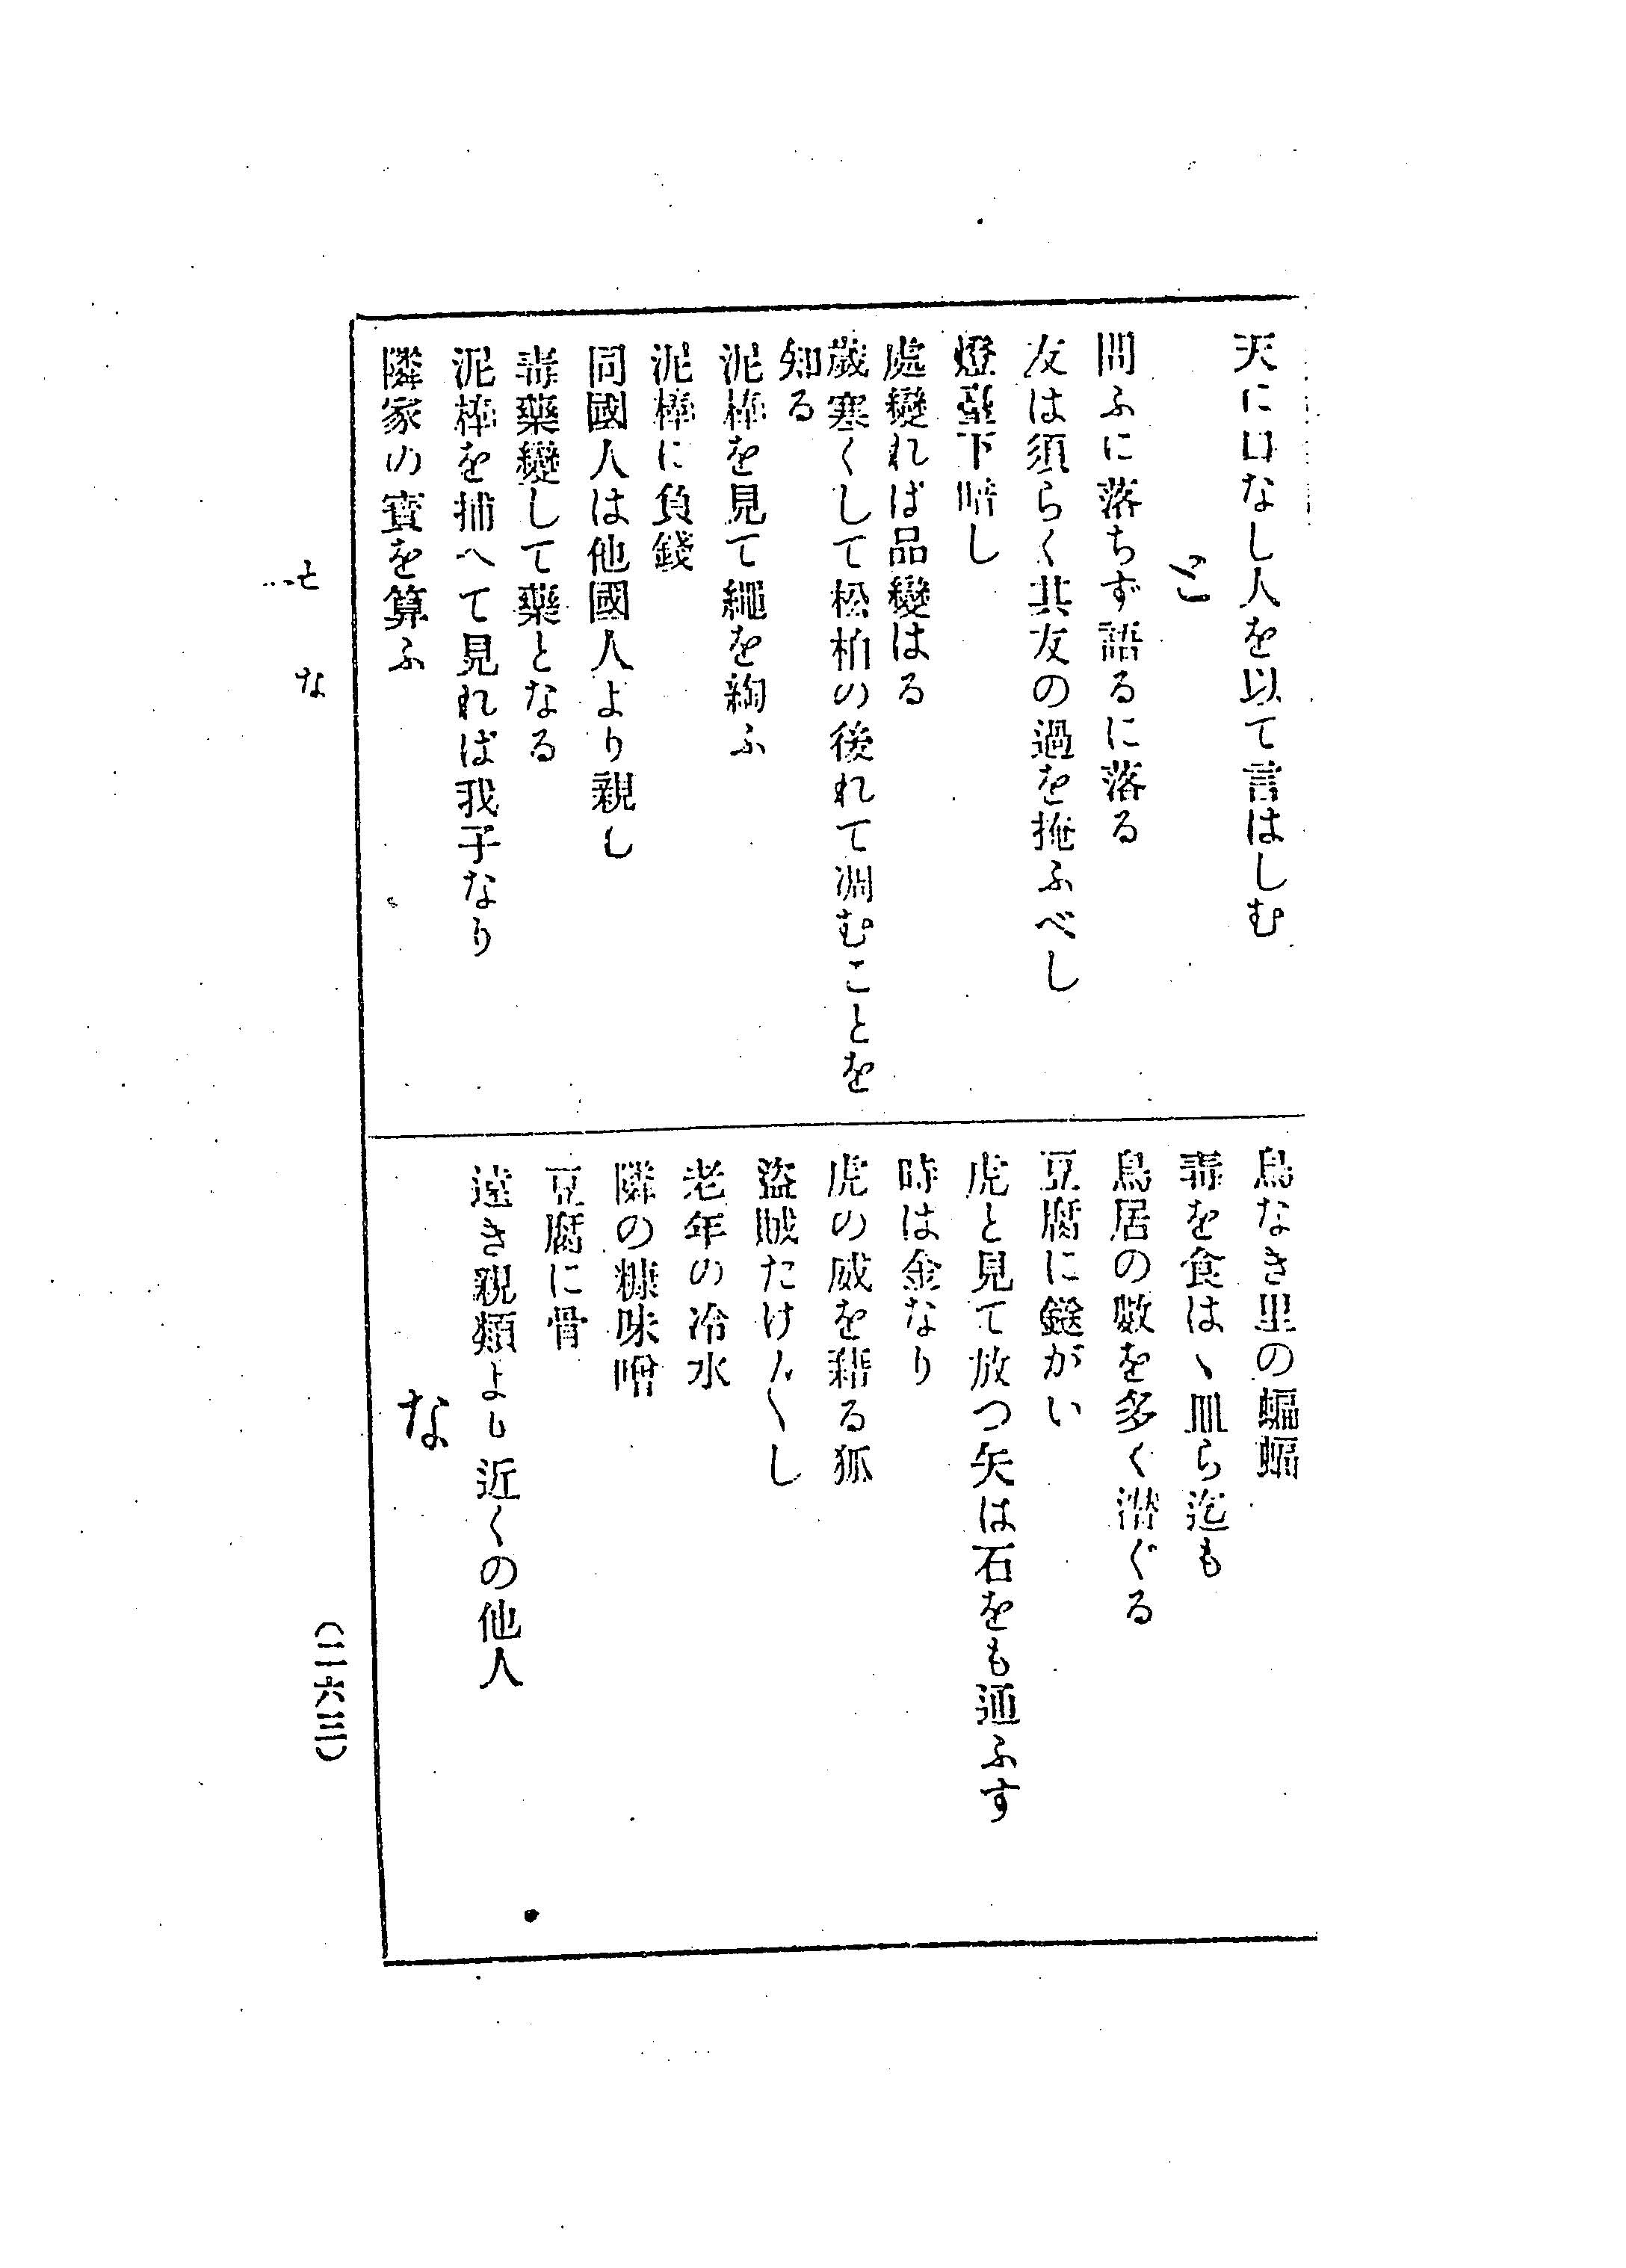 天に口なし人を以て言はしむ
と
問ふに落ちず語るに落る
友は須らく其友の過を掩ふべし
燈臺下暗し
處變れば品變はる
歲寒くして松栢の後れて凋むことを
知る
泥棒を見て繩を綯ふ
泥棒に負錢
同國人は他國人より親し
毒藥變して藥となる
泥棒を捕へて見れば我子なり
隣家の寶を算ふ
鳥なき里の蝙蝠
毒を食はゝ皿ら迄も
鳥居の數を多く潜ぐる
豆腐に鎹がい
虎と見て放つ矢は石をも通ふす
時は金なり
虎の威を藉る狐
盜賊たけ〴〵し
老年の冷水
隣の糠味噌
豆腐に骨
遠き親類よも近くの他人
な
と な
(二六三)